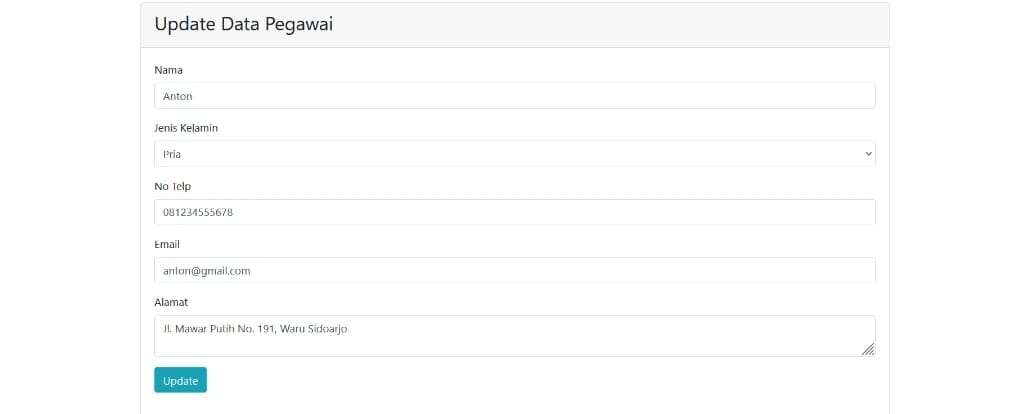 Update Data Pegawai
Nama
Anton
Jenis Kelamin
Pria
No Telp
081234555678
Email
anton@gmail.com
Alamat
Jl. Mawar Putih No. 191, Waru Sidoarjo
Update